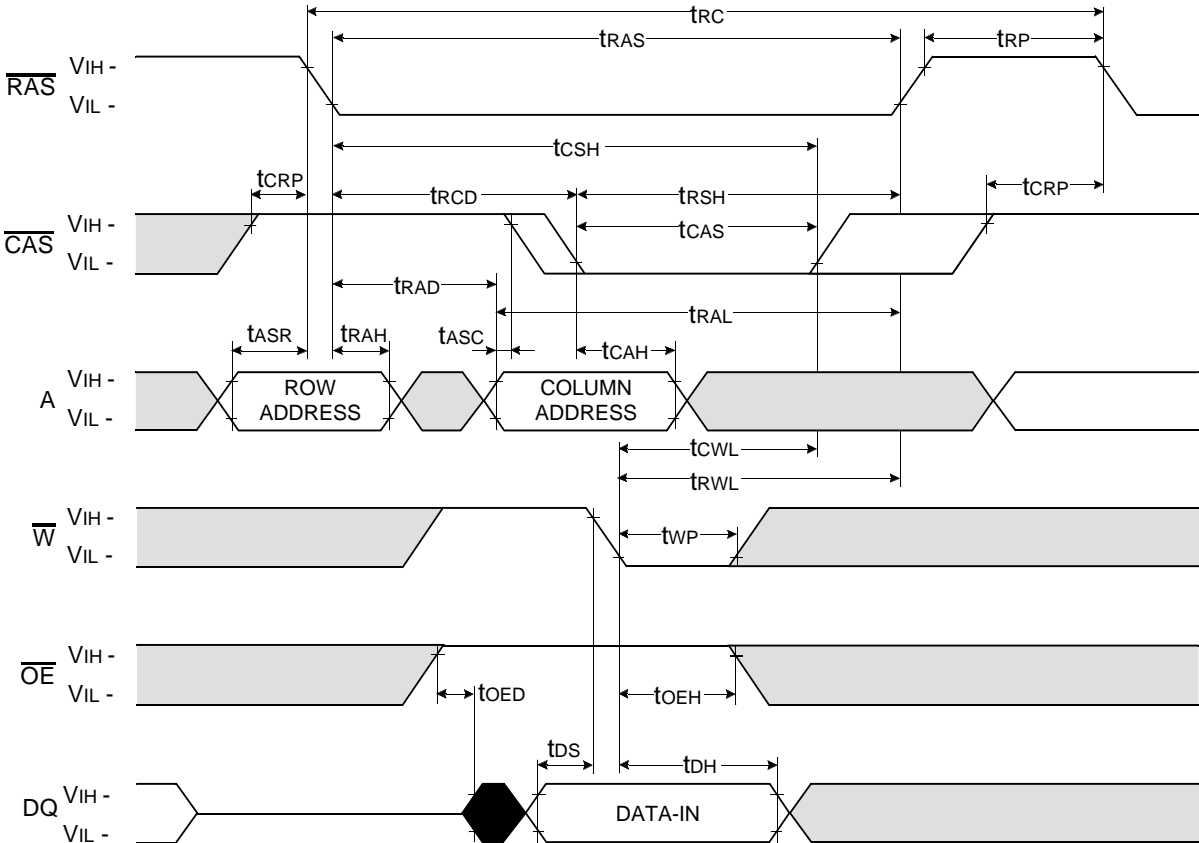 tRC
tRAS
tRP
RAS
VIH -
VIL -
tCSH
tCRP
tRCD
tRSH
tCRP
CAS
VIH -
VIL -
tCAS
tRAD
tRAL
tASR
tRAH
tASC
tCAH
A
VIH -
VIL -
ROW
ADDRESS
COLUMN
ADDRESS
tCWL
tRWL
W
VIH -
VIL -
tWP
OE
VIH -
VIL -
tOED
tOEH
tDS
tDH
DQ
VIH -
VIL -
DATA-IN